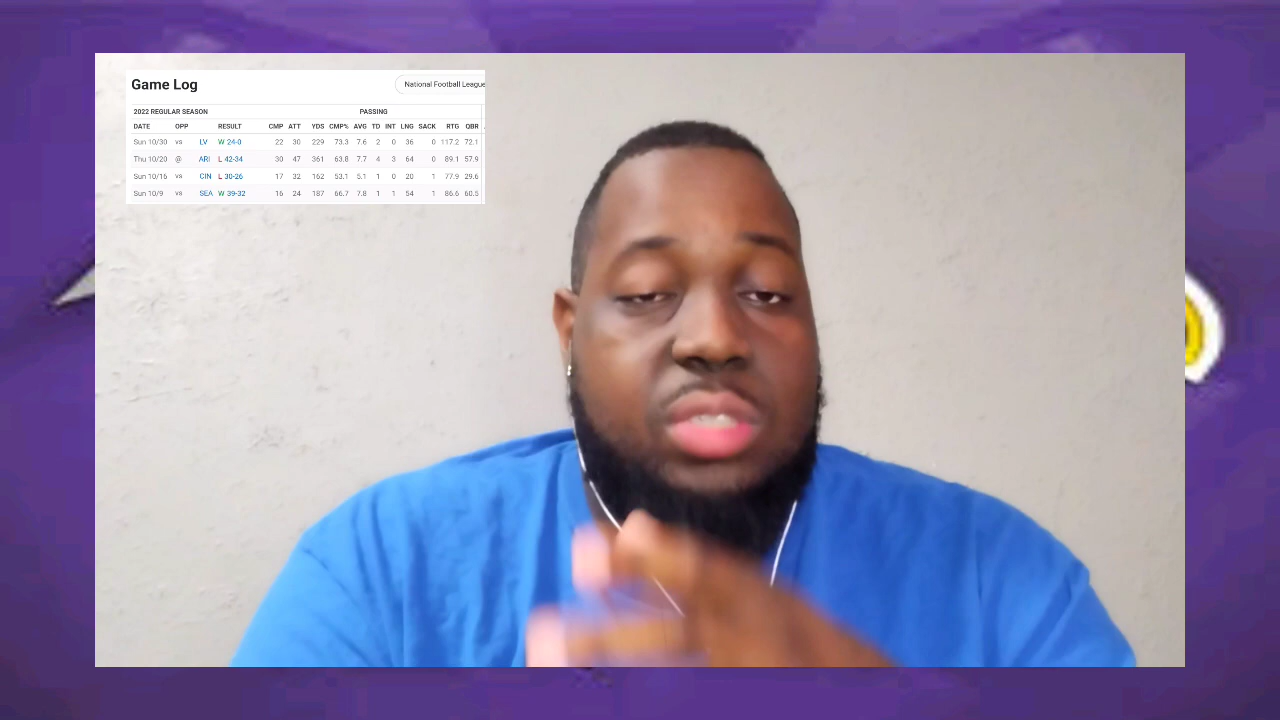 Game Log
National Football League
2022 REGULAR SEASON PASSING
DATE OPP RESULT CMP ATT YDS CMP% AVG TD INT LNG SACK RTG QBR
Sun 10/30 vs LV W 24-0 22 30 229 73.3 7.6 2 0 36 0 117.2 72.1
Thu 10/20 @ ARI L 42-34 30 47 361 63.8 7.7 4 3 64 0 89.1 57.9
Sun 10/16 vs CIN L 30-26 17 32 162 53.1 5.1 1 0 20 1 77.9 29.6
Sun 10/9 vs SEA W 39-32 16 24 187 66.7 7.8 1 1 54 1 86.6 60.5